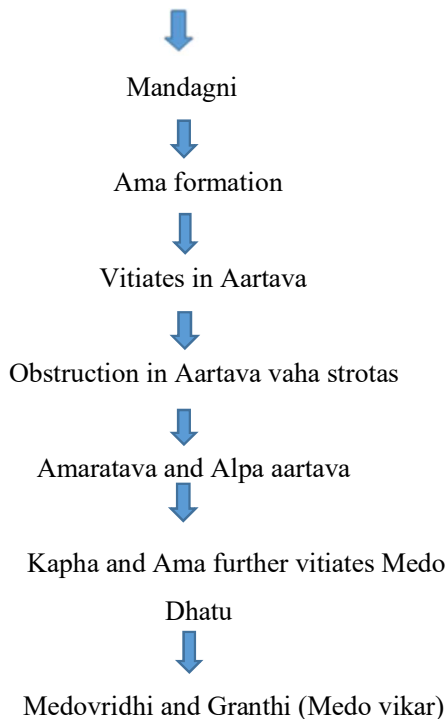 Mandagni
Ama formation
Vitiates in Aartava
Obstruction in Aartava vaha strotas
Amaratava and Alpa aartava
Kapha and Ama further vitiates Medo
Dhatu
Medovridhi and Granthi (Medo vikar)